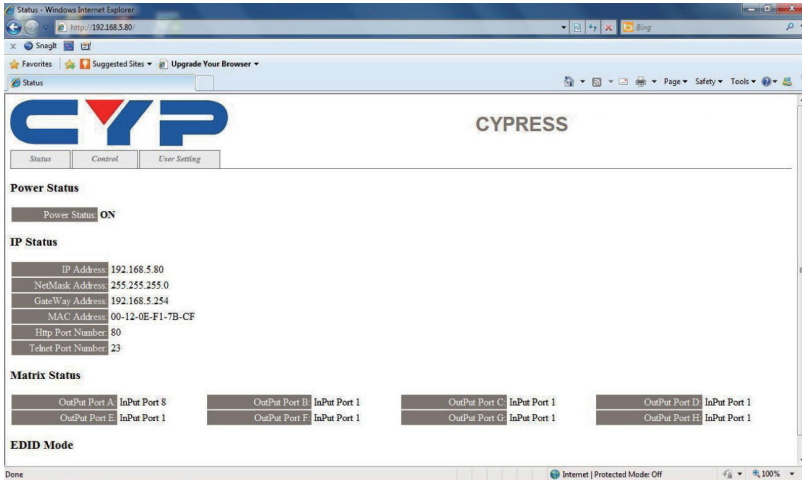 Status - Windows Internet Explorer
http://192.168.5.80/
Bing
x SnagIt
Favorites Suggested Sites Upgrade Your Browser
Status
Page Safety Tools
CYP
CYPRESS
Status Control User Setting
Power Status
Power Status: ON
IP Status
IP Address: 192.168.5.80
NetMask Address: 255.255.255.0
GateWay Address: 192.168.5.254
MAC Address: 00-12-0E-F1-7B-CF
Http Port Number: 80
Telnet Port Number: 23
Matrix Status
OutPut Port A: InPut Port 8 OutPut Port B: InPut Port 1 OutPut Port C: InPut Port 1 OutPut Port D: InPut Port 1
OutPut Port E: InPut Port 1 OutPut Port F: InPut Port 1 OutPut Port G: InPut Port 1 OutPut Port H: InPut Port 1
EDID Mode
Done Internet | Protected Mode: Off 100%